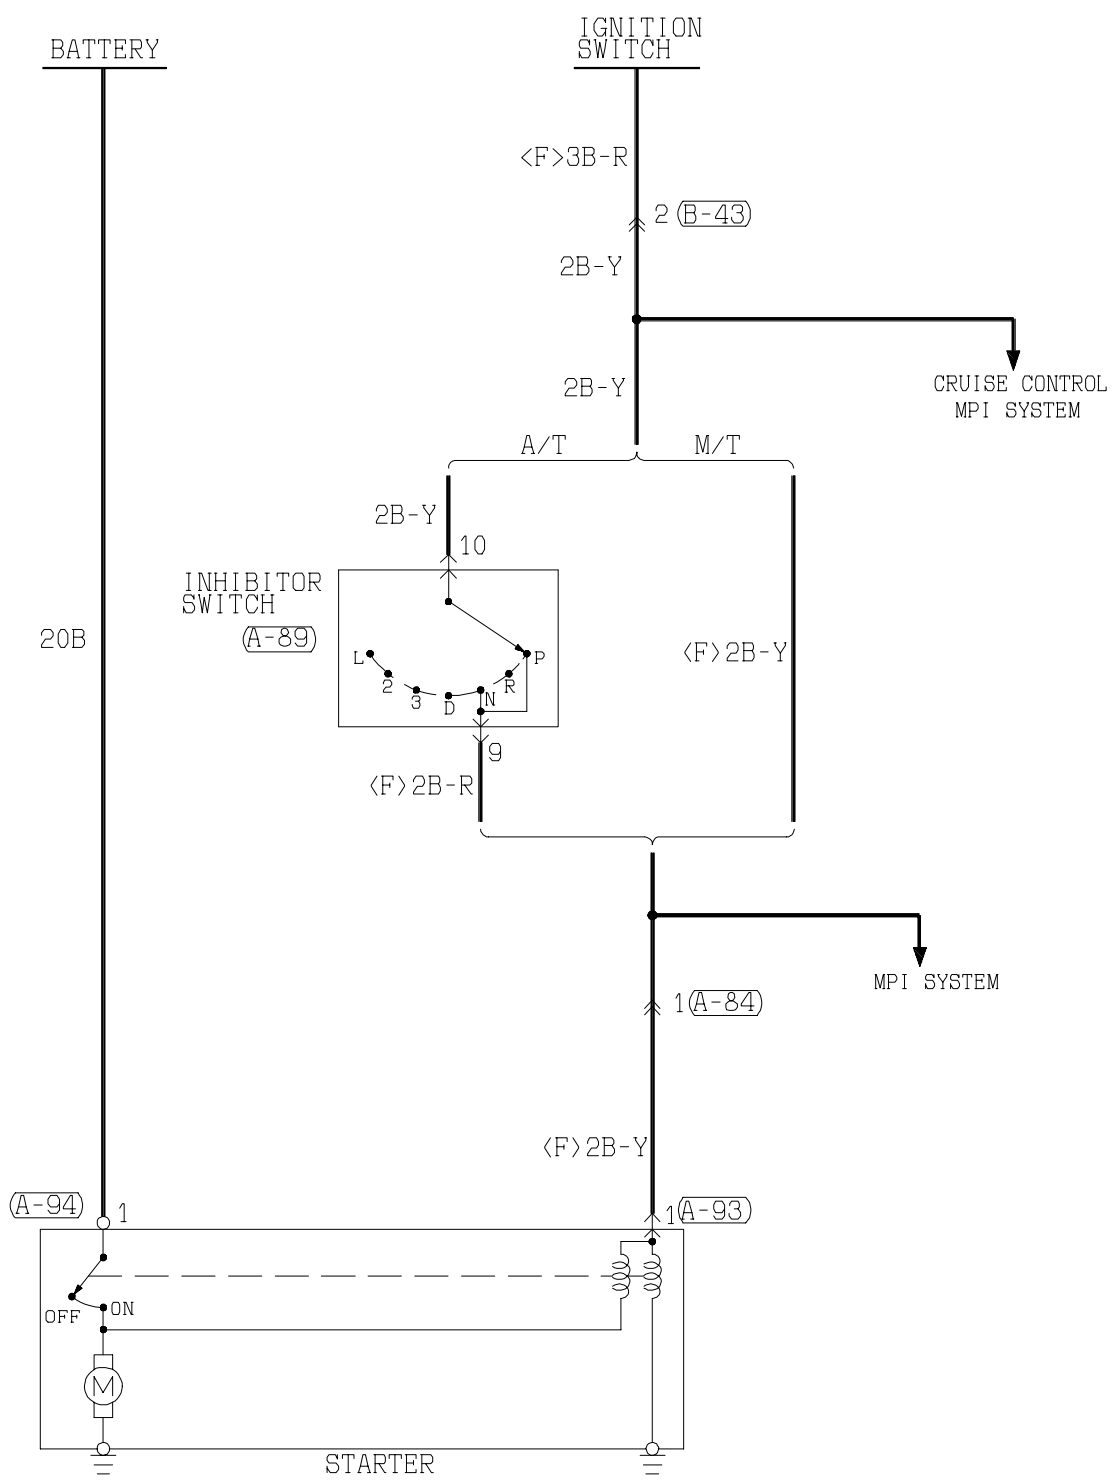 BATTERY
IGNITION
SWITCH
<F>3B-R
2 (B-43)
2B-Y
2B-Y
CRUISE CONTROL
MPI SYSTEM
A/T
M/T
2B-Y
10
INHIBITOR
SWITCH
(A-89)
20B
<F>2B-Y
L
P
2
R
3
D
N
9
<F>2B-R
MPI SYSTEM
1(A-84)
<F>2B-Y
(A-94)
1
1(A-93)
OFF
ON
M
STARTER